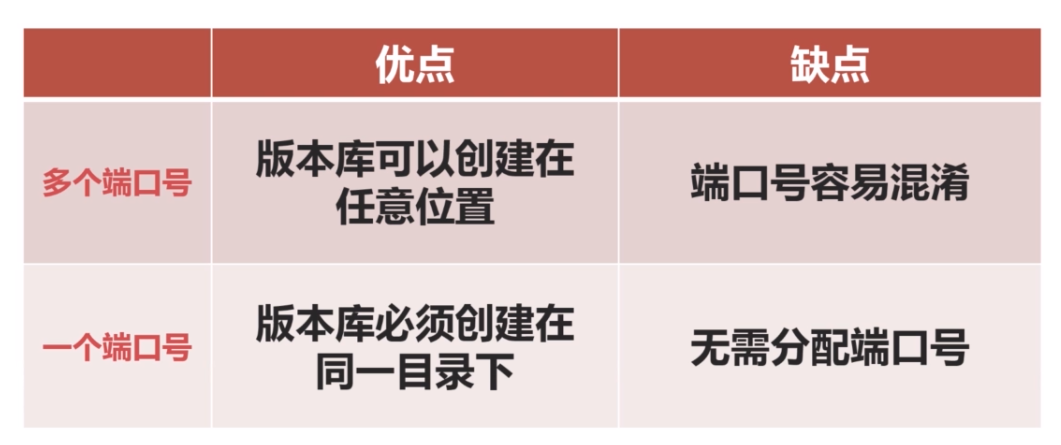 优点
缺点
多个端口号
版本库可以创建在
任意位置
端口号容易混淆
一个端口号
版本库必须创建在
同一目录下
无需分配端口号